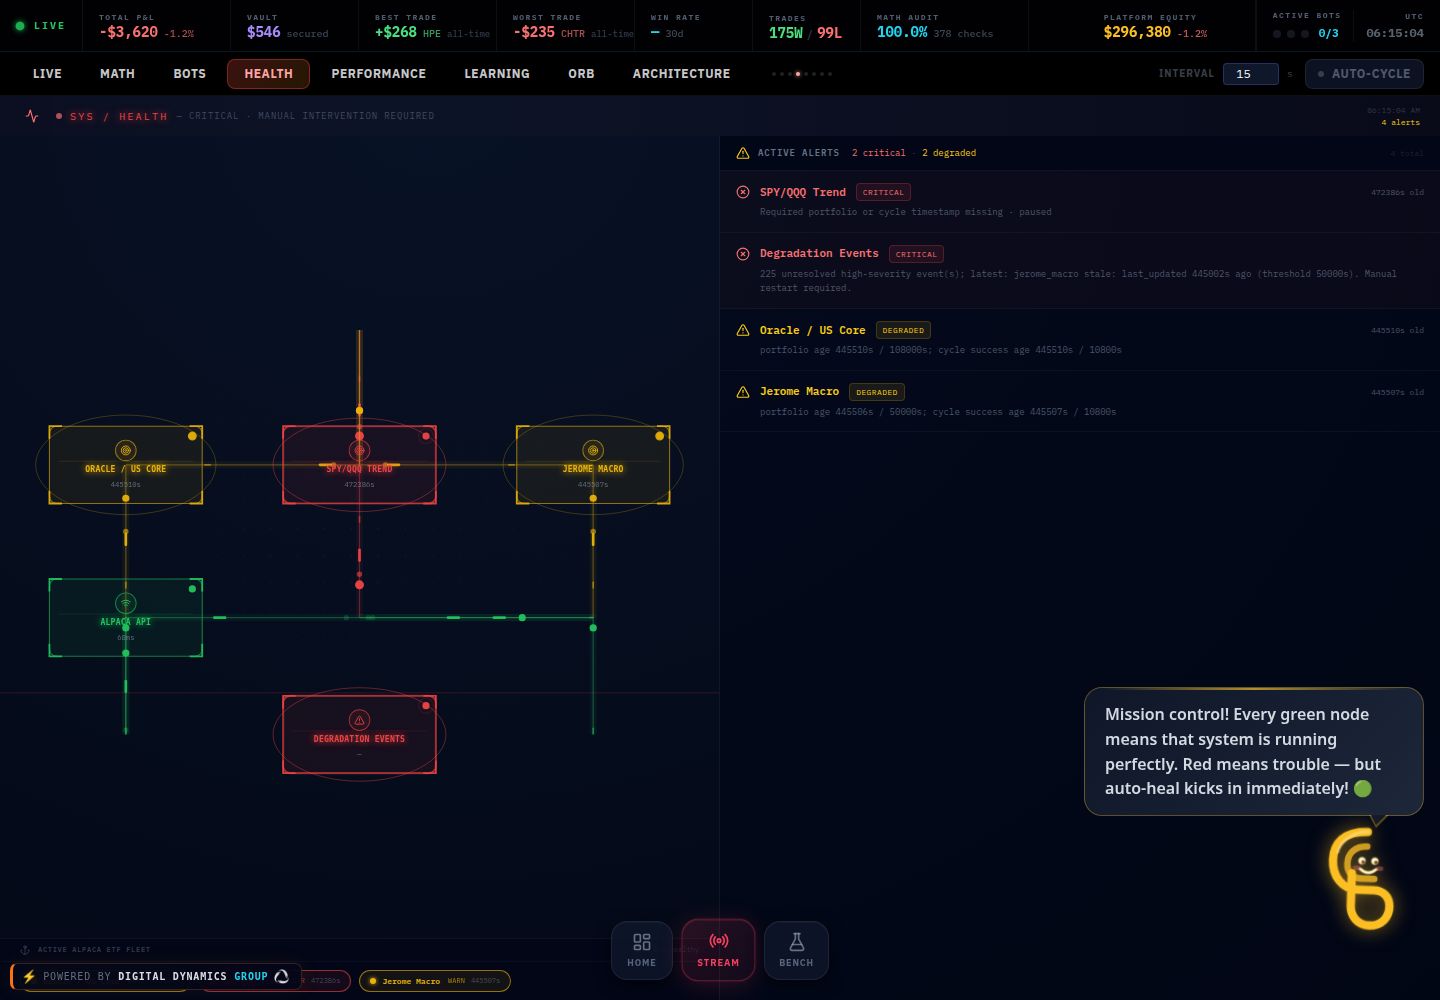 LIVE
TOTAL P&L
-$3,620 -1.2%
VAULT
$546 secured
BEST TRADE
+$268 HPE all-time
WORST TRADE
-$235 CHTR all-time
WIN RATE
— 30d
TRADES
175W / 99L
MATH AUDIT
100.0% 378 checks
PLATFORM EQUITY
$296,380 -1.2%
ACTIVE BOTS
0/3
UTC
06:15:04
LIVE MATH BOTS HEALTH PERFORMANCE LEARNING ORB ARCHITECTURE
INTERVAL 15 s AUTO-CYCLE
SYS / HEALTH — CRITICAL · MANUAL INTERVENTION REQUIRED
06:15:04 AM
4 alerts
ACTIVE ALERTS 2 critical · 2 degraded
4 total
SPY/QQQ Trend CRITICAL
472386s old
Required portfolio or cycle timestamp missing · paused
Degradation Events CRITICAL
225 unresolved high-severity event(s); latest: jerome_macro stale: last_updated 445002s ago (threshold 50000s). Manual
restart required.
Oracle / US Core DEGRADED
445510s old
portfolio age 445510s / 108000s; cycle success age 445510s / 10800s
Jerome Macro DEGRADED
445507s old
portfolio age 445506s / 50000s; cycle success age 445507s / 10800s
ORACLE / US CORE
445510s
SPY/QQQ TREND
472386s
JEROME MACRO
445507s
ALPACA API
DEGRADATION EVENTS
—
Mission control! Every green node
means that system is running
perfectly. Red means trouble — but
auto-heal kicks in immediately! 🟢
ACTIVE ALPACA ETF FLEET
POWERED BY DIGITAL DYNAMICS GROUP
472386s
Jerome Macro WARN 445507s
HOME
STREAM
BENCH